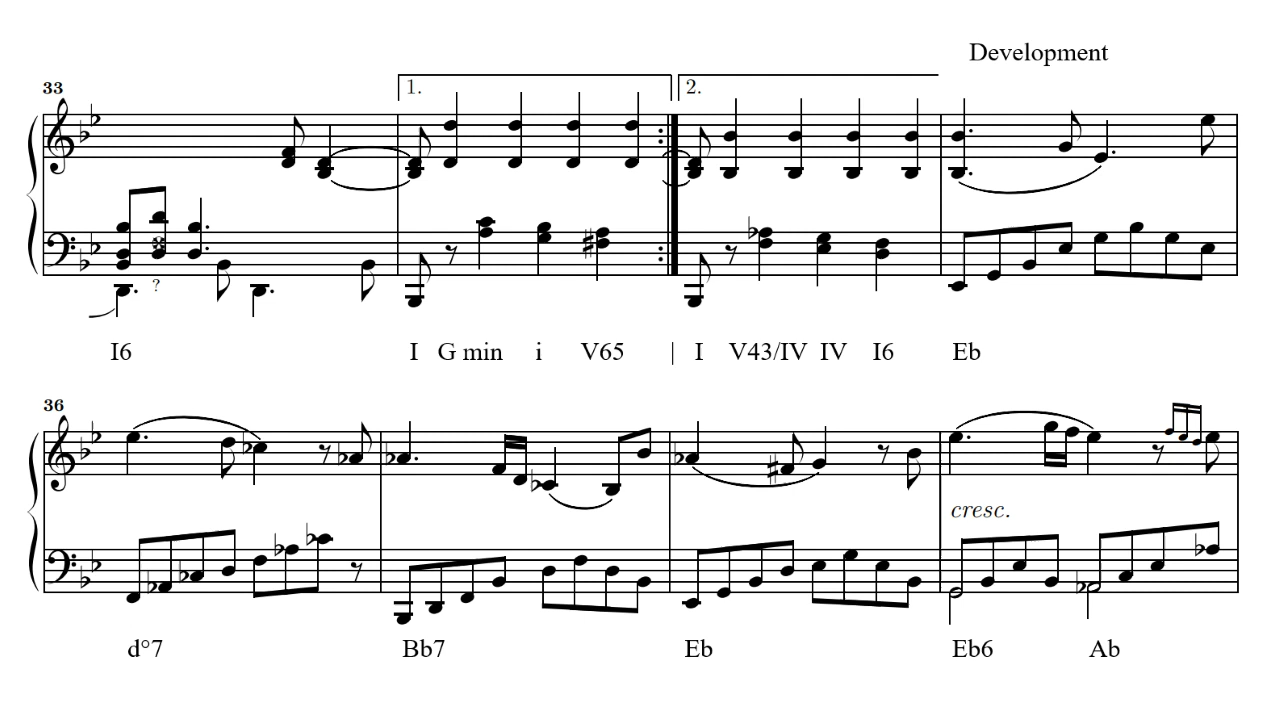 Development
33
1.
2.
?
I6
I G min i V65 | I V43/IV IV I6 Eb
36
cresc.
d°7 Bb7 Eb Eb6 Ab